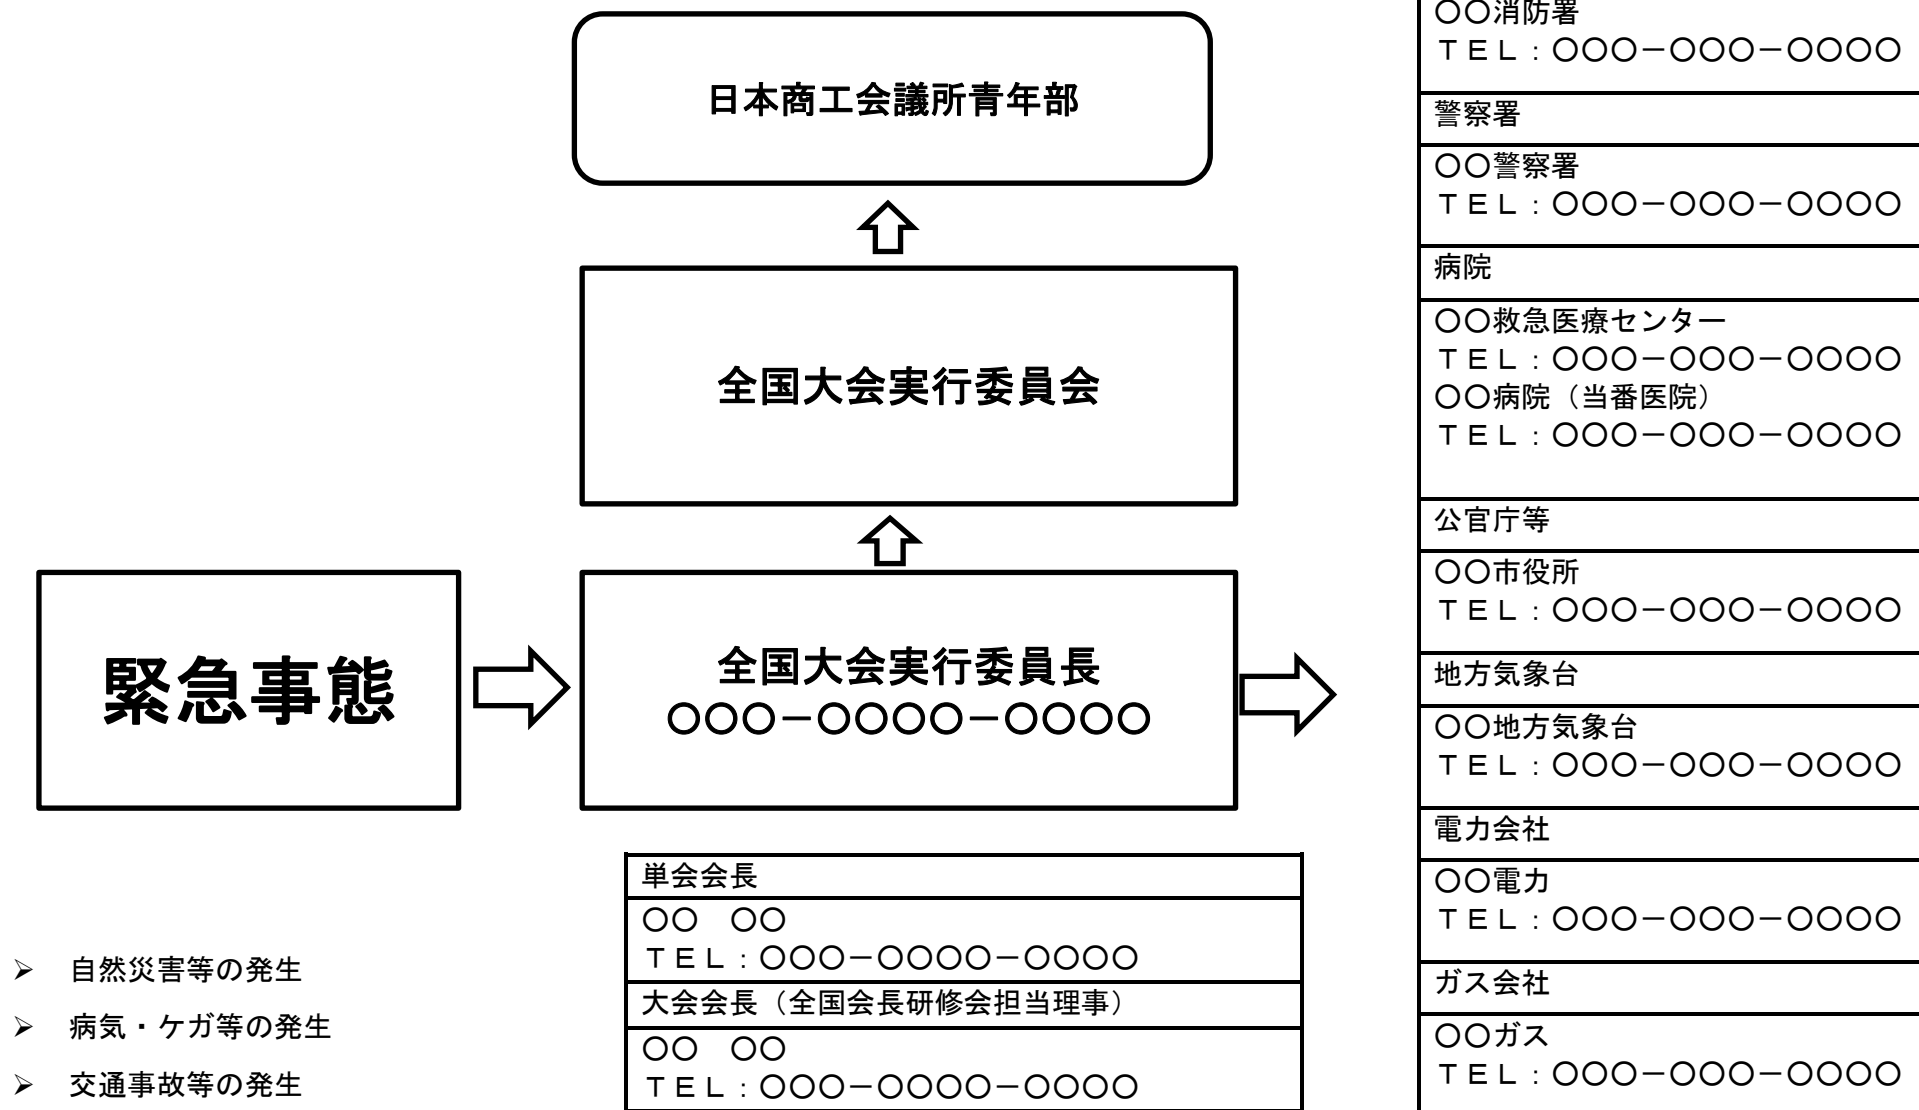 日本商工会議所青年部
全国大会実行委員会
緊急事態
全国大会実行委員長
〇〇〇－〇〇〇〇－〇〇〇〇
➢ 自然災害等の発生
➢ 病気・ケガ等の発生
➢ 交通事故等の発生
単会会長
〇〇　〇〇
ＴＥＬ：〇〇〇－〇〇〇〇－〇〇〇〇
大会会長（全国会長研修会担当理事）
〇〇　〇〇
ＴＥＬ：〇〇〇－〇〇〇〇－〇〇〇〇
〇〇消防署
ＴＥＬ：〇〇〇－〇〇〇－〇〇〇〇
警察署
〇〇警察署
ＴＥＬ：〇〇〇－〇〇〇－〇〇〇〇
病院
〇〇救急医療センター
ＴＥＬ：〇〇〇－〇〇〇－〇〇〇〇
〇〇病院（当番医院）
ＴＥＬ：〇〇〇－〇〇〇－〇〇〇〇
公官庁等
〇〇市役所
ＴＥＬ：〇〇〇－〇〇〇－〇〇〇〇
地方気象台
〇〇地方気象台
ＴＥＬ：〇〇〇－〇〇〇－〇〇〇〇
電力会社
〇〇電力
ＴＥＬ：〇〇〇－〇〇〇－〇〇〇〇
ガス会社
〇〇ガス
ＴＥＬ：〇〇〇－〇〇〇－〇〇〇〇